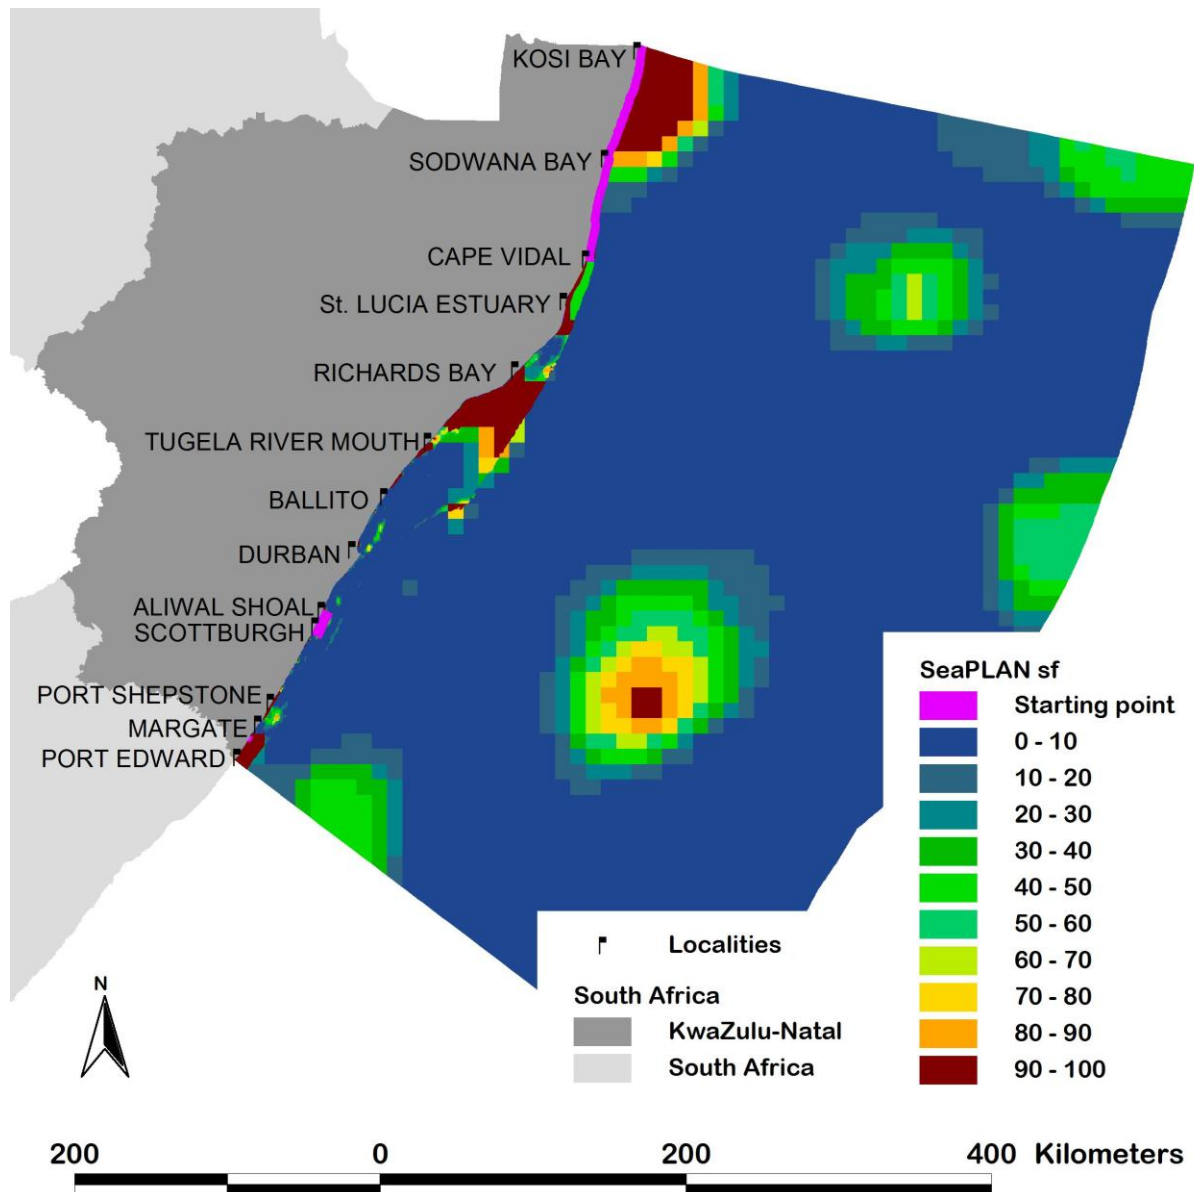 KOSI BAY
SODWANA BAY
CAPE VIDAL
St. LUCIA ESTUARY
RICHARDS BAY
TUGELA RIVER MOUTH
BALLITO
DURBAN
ALIWAL SHOAL
SCOTTBURGH
PORT SHEPSTONE
MARGATE
PORT EDWARD
SeaPLAN sf
Starting point
0 - 10
10 - 20
20 - 30
30 - 40
40 - 50
50 - 60
60 - 70
70 - 80
80 - 90
90 - 100
Localities
South Africa
KwaZulu-Natal
South Africa
N
200 0 200 400 Kilometers